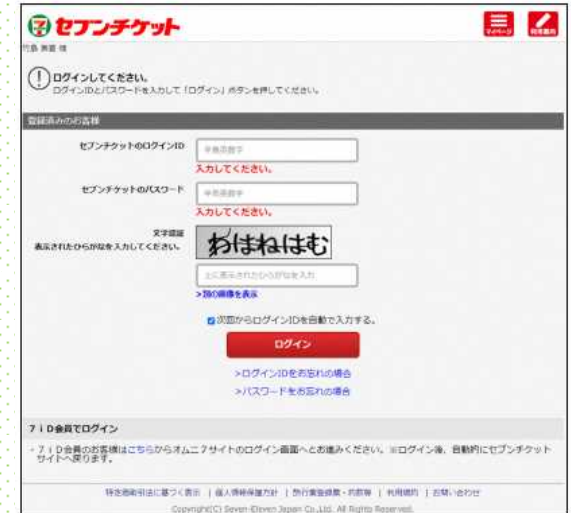 セブンチケット
マイページ 利用案内
ログインしてください。
ログインIDとパスワードを入力して「ログイン」ボタンを押してください。
登録済みのお客様
セブンチケットのログインID
半角英数字
入力してください。
セブンチケットのパスワード
半角英数字
入力してください。
文字認証
表示されたひらがなを入力してください。
上に表示されたひらがなを入力
>別の画像を表示
次回からログインIDを自動で入力する。
ログイン
>ログインIDをお忘れの場合
>パスワードをお忘れの場合
7iD会員でログイン
・7iD会員のお客様はこちらからオムニ7サイトのログイン画面へとお進みください。※ログイン後、自動的にセブンチケット
サイトへ戻ります。
特定商取引法に基づく表示 | 個人情報保護方針 | 旅行業登録票・約款等 | 利用規約 | お問い合わせ
Copyright(C) Seven-Eleven Japan Co.,Ltd. All Rights Reserved.